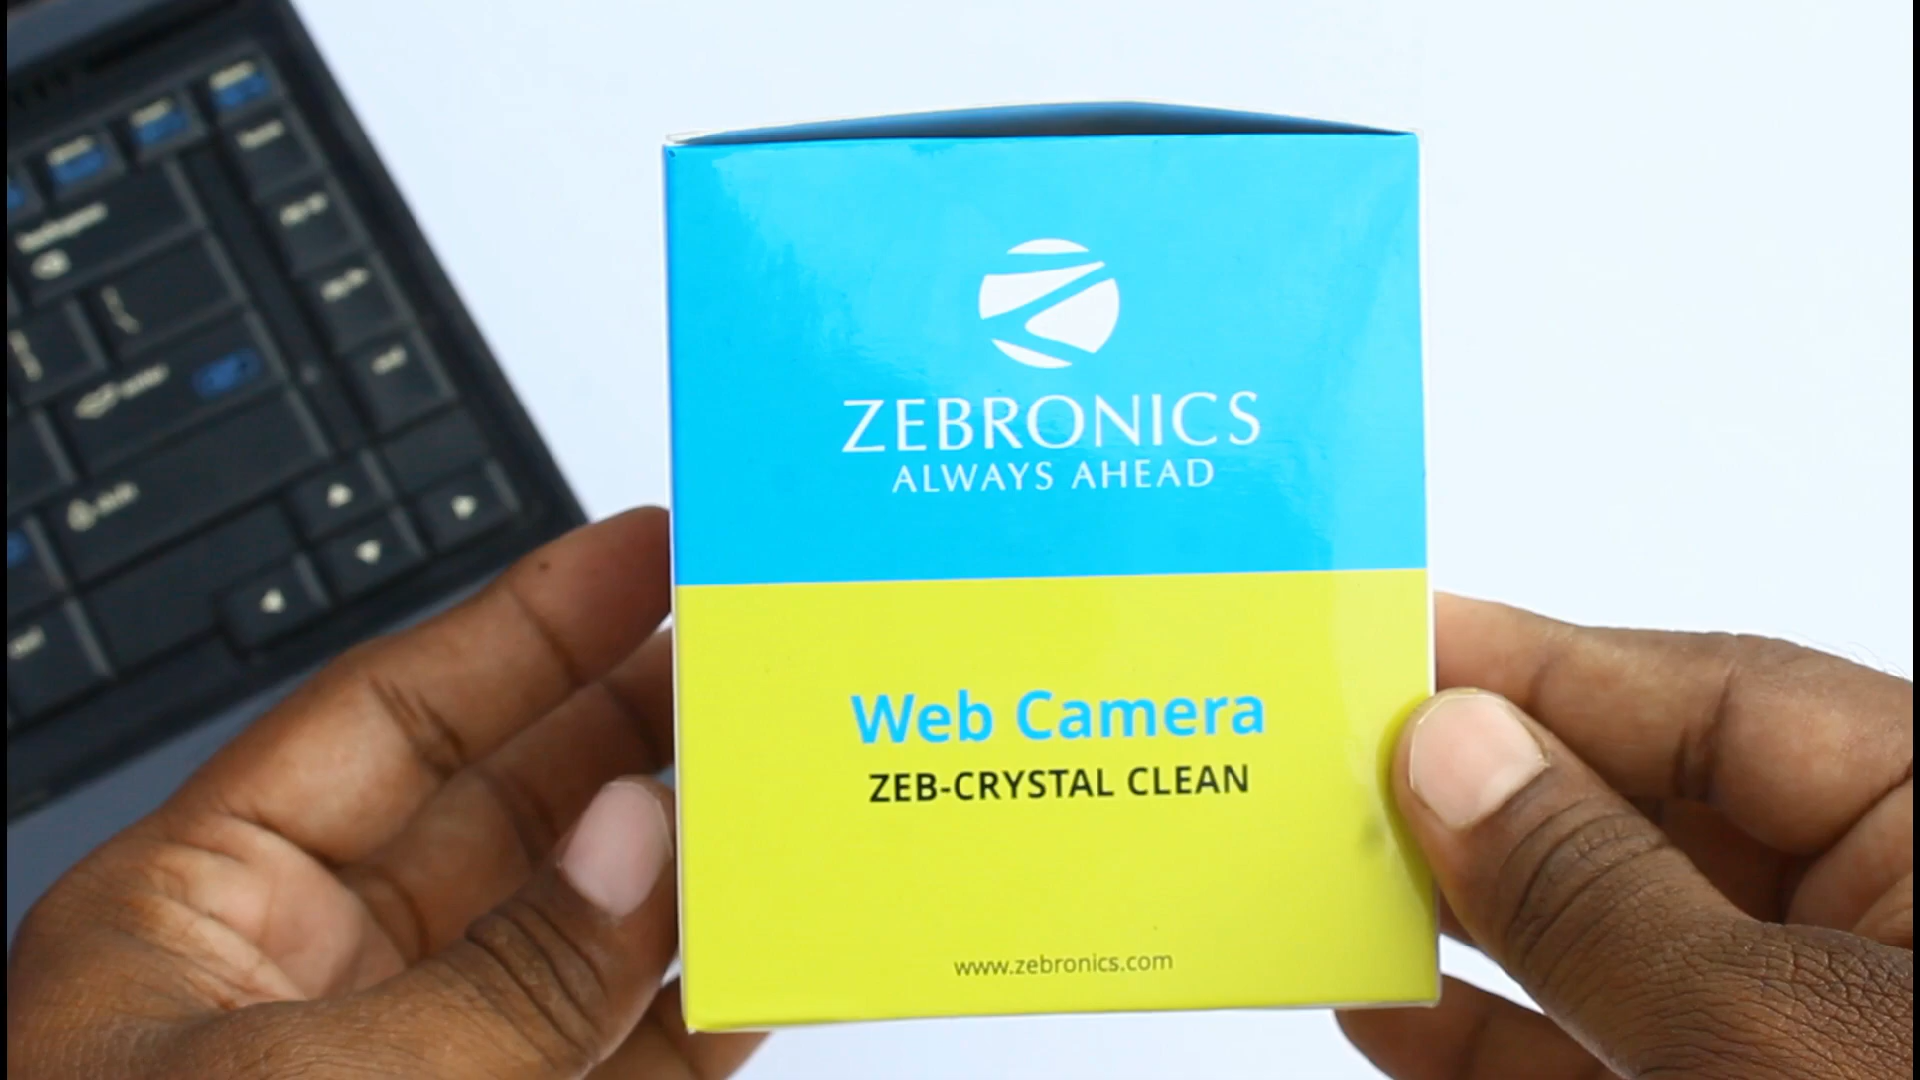 ZEBRONICS
ALWAYS AHEAD
Web Camera
ZEB-CRYSTAL CLEAN
www.zebronics.com